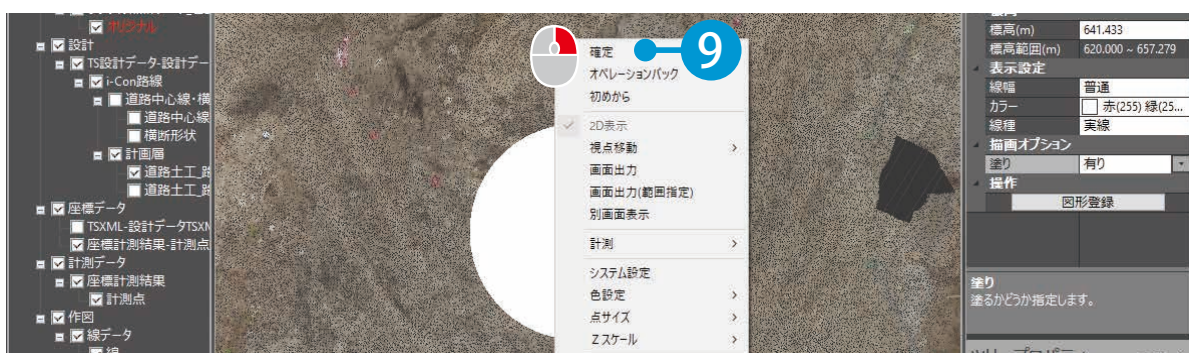 オリジナル
設計
TS設計データ-設計デー
i-Con路線
道路中心線・横
道路中心線
横断形状
計画層
道路土工_路
道路土工_路
座標データ
TSXML-設計データTSXM
座標計測結果-計測点
計測データ
座標計測結果
計測点
作図
線データ
線
確定
9
オペレーションバック
初めから
2D表示
視点移動
画面出力
画面出力(範囲指定)
別画面表示
計測
システム設定
色設定
点サイズ
Zスケール
標高(m) 641.433
標高範囲(m) 620.000 ~ 657.279
表示設定
線幅 普通
カラー 赤(255) 緑(25...
線種 実線
描画オプション
塗り 有り
操作
図形登録
塗り
塗るかどうか指定します。